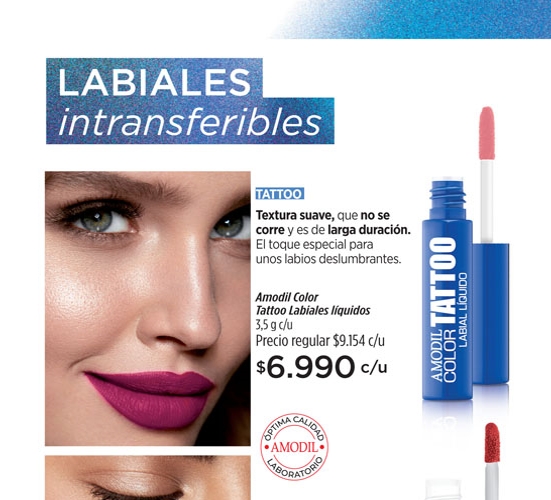 LABIALES
intransferibles
TATTOO
Textura suave, que no se
corre y es de larga duración.
El toque especial para
unos labios deslumbrantes.
Amodil Color
Tattoo Labiales líquidos
3,5 g c/u
Precio regular $9.154 c/u
$6.990 c/u
ÓPTIMA CALIDAD
AMODIL
LABORATORIO
AMODIL
COLOR
TATTOO
LABIAL LÍQUIDO